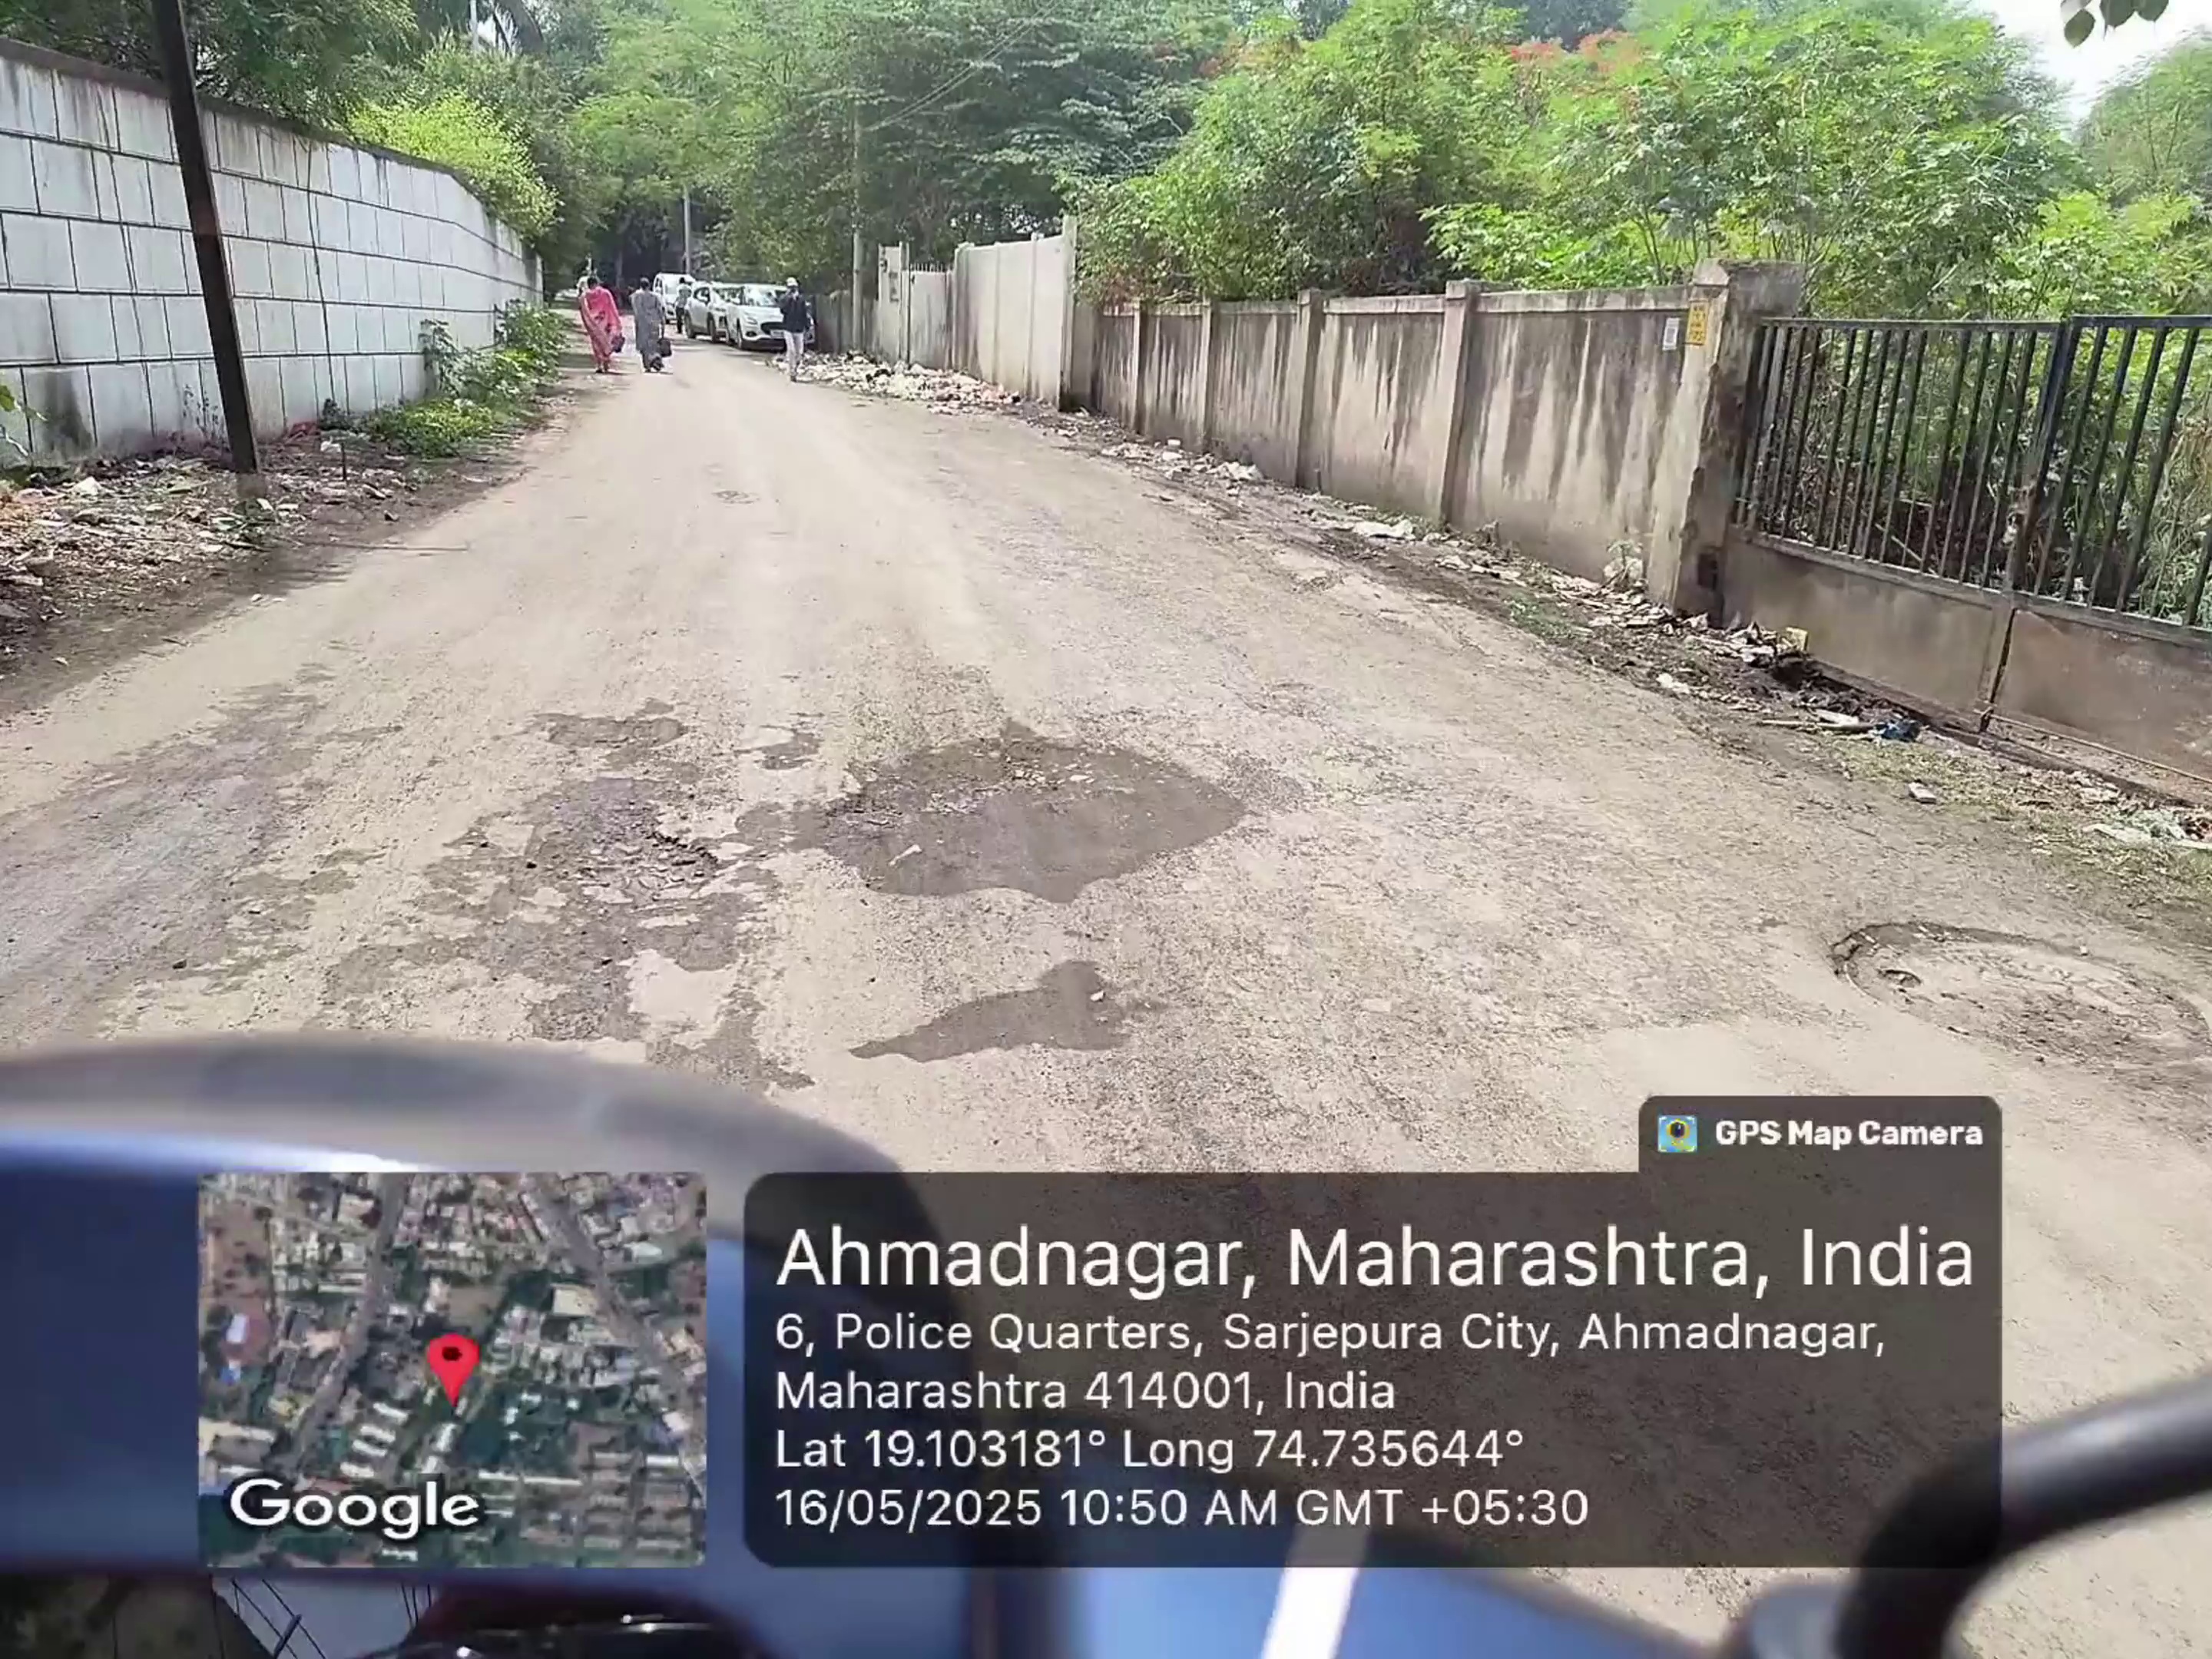 GPS Map Camera
Ahmadnagar, Maharashtra, India
6, Police Quarters, Sarjepura City, Ahmadnagar,
Maharashtra 414001, India
Lat 19.103181° Long 74.735644°
16/05/2025 10:50 AM GMT +05:30
Google